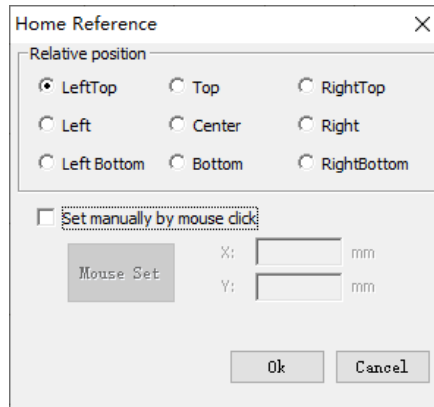 Home Reference
Relative position
LeftTop Top RightTop
Left Center Right
Left Bottom Bottom RightBottom
Set manually by mouse click
Mouse Set
X: mm
Y: mm
Ok Cancel